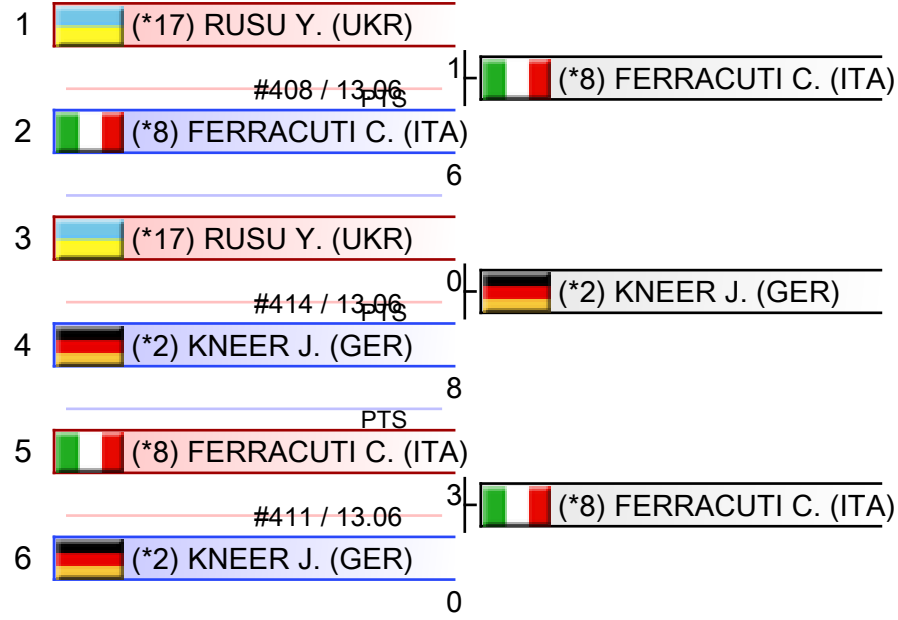 1 (*17) RUSU Y. (UKR)
1 (*8) FERRACUTI C. (ITA)
#408 / 13.06
PTS
2 (*8) FERRACUTI C. (ITA)
6
3 (*17) RUSU Y. (UKR)
0 (*2) KNEER J. (GER)
#414 / 13.06
PTS
4 (*2) KNEER J. (GER)
8
PTS
5 (*8) FERRACUTI C. (ITA)
3 (*8) FERRACUTI C. (ITA)
#411 / 13.06
6 (*2) KNEER J. (GER)
0